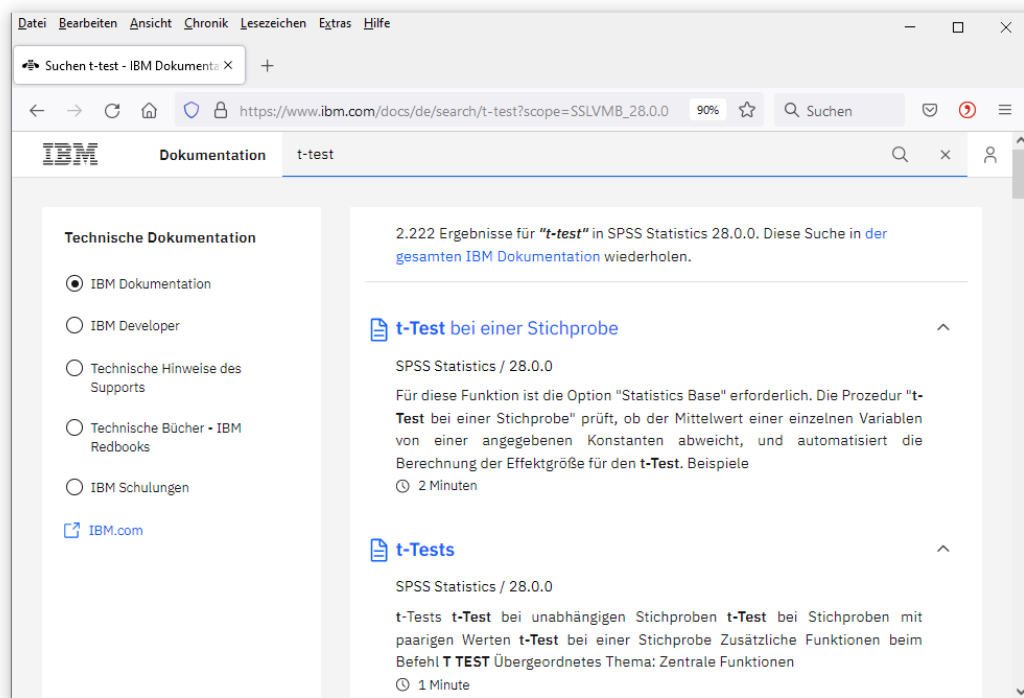 Datei Bearbeiten Ansicht Chronik Lesezeichen Extras Hilfe
Suchen t-test - IBM Dokumenta
https://www.ibm.com/docs/de/search/t-test?scope=SSLVMB_28.0.0 90% Suchen
IBM Dokumentation t-test
Technische Dokumentation
IBM Dokumentation
IBM Developer
Technische Hinweise des
Supports
Technische Bücher - IBM
Redbooks
IBM Schulungen
IBM.com
2.222 Ergebnisse für "t-test" in SPSS Statistics 28.0.0. Diese Suche in der
gesamten IBM Dokumentation wiederholen.
t-Test bei einer Stichprobe
SPSS Statistics / 28.0.0
Für diese Funktion ist die Option "Statistics Base" erforderlich. Die Prozedur "t-
Test bei einer Stichprobe" prüft, ob der Mittelwert einer einzelnen Variablen
von einer angegebenen Konstanten abweicht, und automatisiert die
Berechnung der Effektgröße für den t-Test. Beispiele
2 Minuten
t-Tests
SPSS Statistics / 28.0.0
t-Tests t-Test bei unabhängigen Stichproben t-Test bei Stichproben mit
paarigen Werten t-Test bei einer Stichprobe Zusätzliche Funktionen beim
Befehl T TEST Übergeordnetes Thema: Zentrale Funktionen
1 Minute